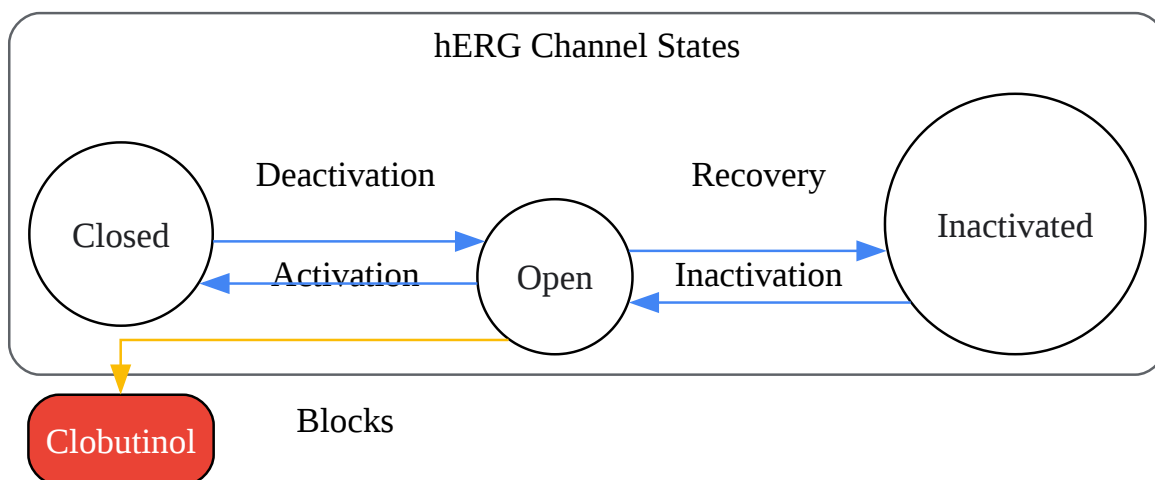 hERG Channel States
Deactivation
Recovery
Closed
Inactivated
Activation
Open
Inactivation
Blocks
Clobutinol